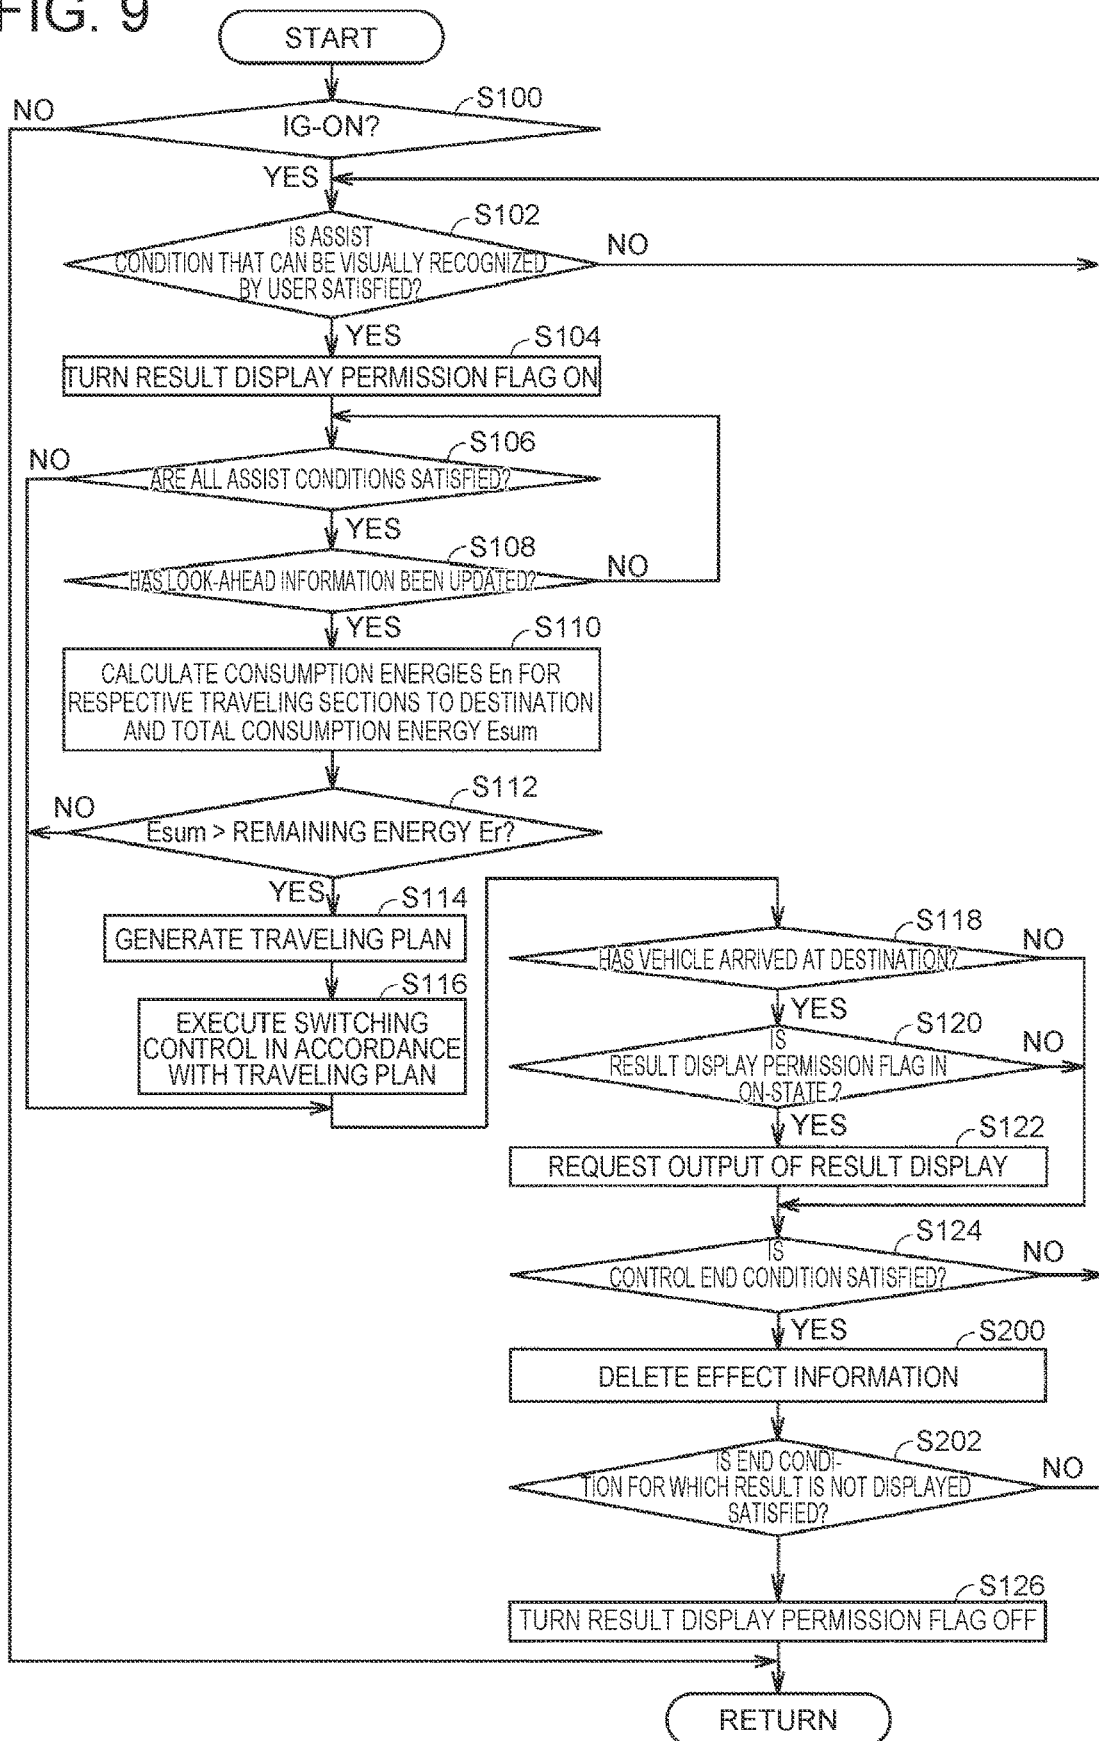 FIG. 9
START
S100
NO
IG-ON?
YES
S102
IS ASSIST
CONDITION THAT CAN BE VISUALLY RECOGNIZED
BY USER SATISFIED?
NO
YES
S104
TURN RESULT DISPLAY PERMISSION FLAG ON
S106
NO
ARE ALL ASSIST CONDITIONS SATISFIED?
YES
S108
HAS LOOK-AHEAD INFORMATION BEEN UPDATED?
NO
YES
S110
CALCULATE CONSUMPTION ENERGIES En FOR
RESPECTIVE TRAVELING SECTIONS TO DESTINATION
AND TOTAL CONSUMPTION ENERGY Esum
S112
NO
Esum > REMAINING ENERGY Er?
YES
S114
GENERATE TRAVELING PLAN
S116
EXECUTE SWITCHING
CONTROL IN ACCORDANCE
WITH TRAVELING PLAN
S118
HAS VEHICLE ARRIVED AT DESTINATION?
NO
YES
S120
IS
RESULT DISPLAY PERMISSION FLAG IN
ON-STATE ?
NO
YES
S122
REQUEST OUTPUT OF RESULT DISPLAY
S124
IS
CONTROL END CONDITION SATISFIED?
NO
YES
S200
DELETE EFFECT INFORMATION
S202
IS END CONDI-
TION FOR WHICH RESULT IS NOT DISPLAYED
SATISFIED?
NO
S126
TURN RESULT DISPLAY PERMISSION FLAG OFF
RETURN